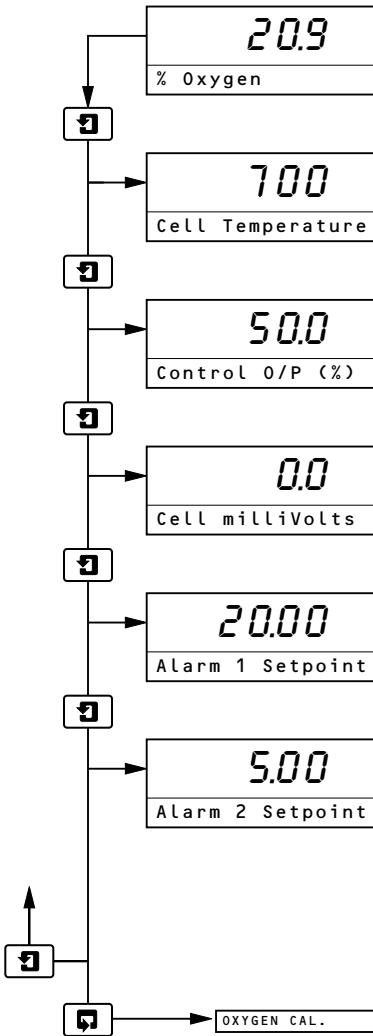 20.9
% Oxygen
700
Cell Temperature
50.0
Control O/P (%)
0.0
Cell milliVolts
20.00
Alarm 1 Setpoint
5.00
Alarm 2 Setpoint
OXYGEN CAL.